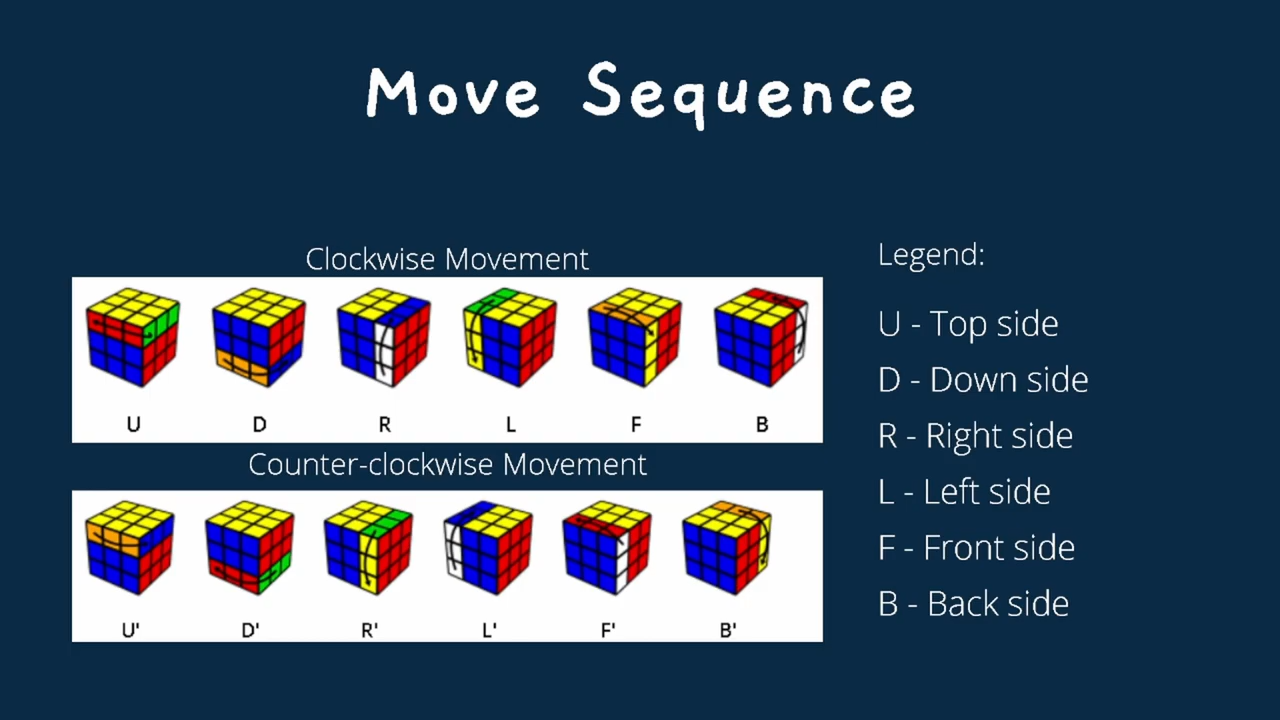 Move Sequence
Clockwise Movement
U D R L F B
Counter-clockwise Movement
U' D' R' L' F' B'
Legend:
U - Top side
D - Down side
R - Right side
L - Left side
F - Front side
B - Back side